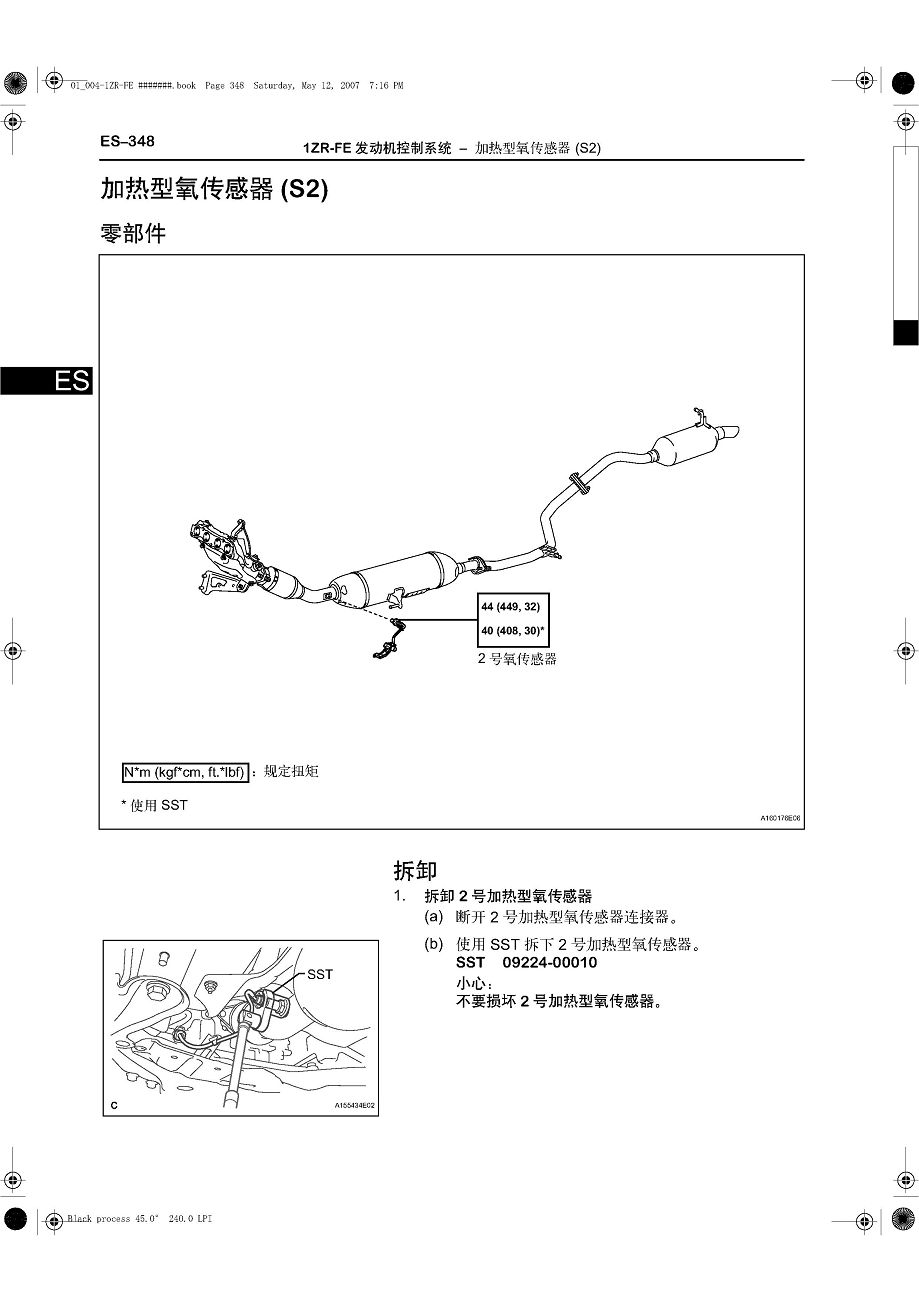 01_004-1ZR-FE #######.book Page 348 Saturday, May 12, 2007 7:16 PM
ES–348
1ZR-FE 发动机控制系统 – 加热型氧传感器 (S2)
加热型氧传感器 (S2)
零部件
ES
44 (449, 32)
40 (408, 30)*
2 号氧传感器
N*m (kgf*cm, ft.*lbf) : 规定扭矩
* 使用 SST
A160176E06
拆卸
1. 拆卸 2 号加热型氧传感器
(a) 断开 2 号加热型氧传感器连接器。
(b) 使用 SST 拆下 2 号加热型氧传感器。
SST 09224-00010
小心:
不要损坏 2 号加热型氧传感器。
SST
C
A155434E02
Black process 45.0° 240.0 LPI